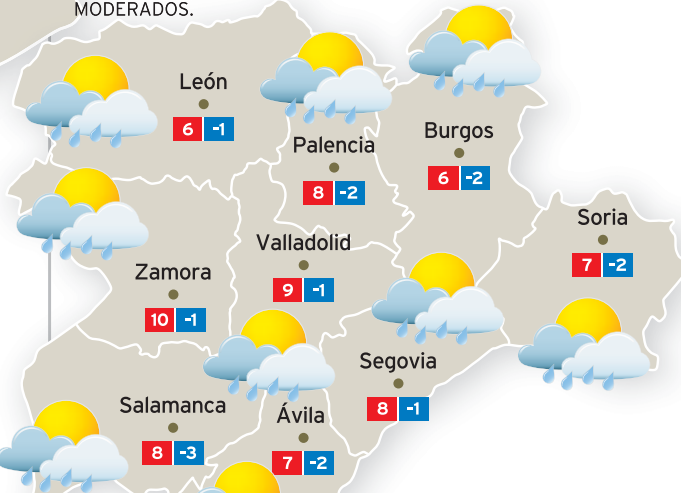 MODERADOS.
León
6 -1
Palencia
8 -2
Burgos
6 -2
Soria
7 -2
Valladolid
9 -1
Zamora
10 -1
Segovia
8 -1
Salamanca
8 -3
Ávila
7 -2